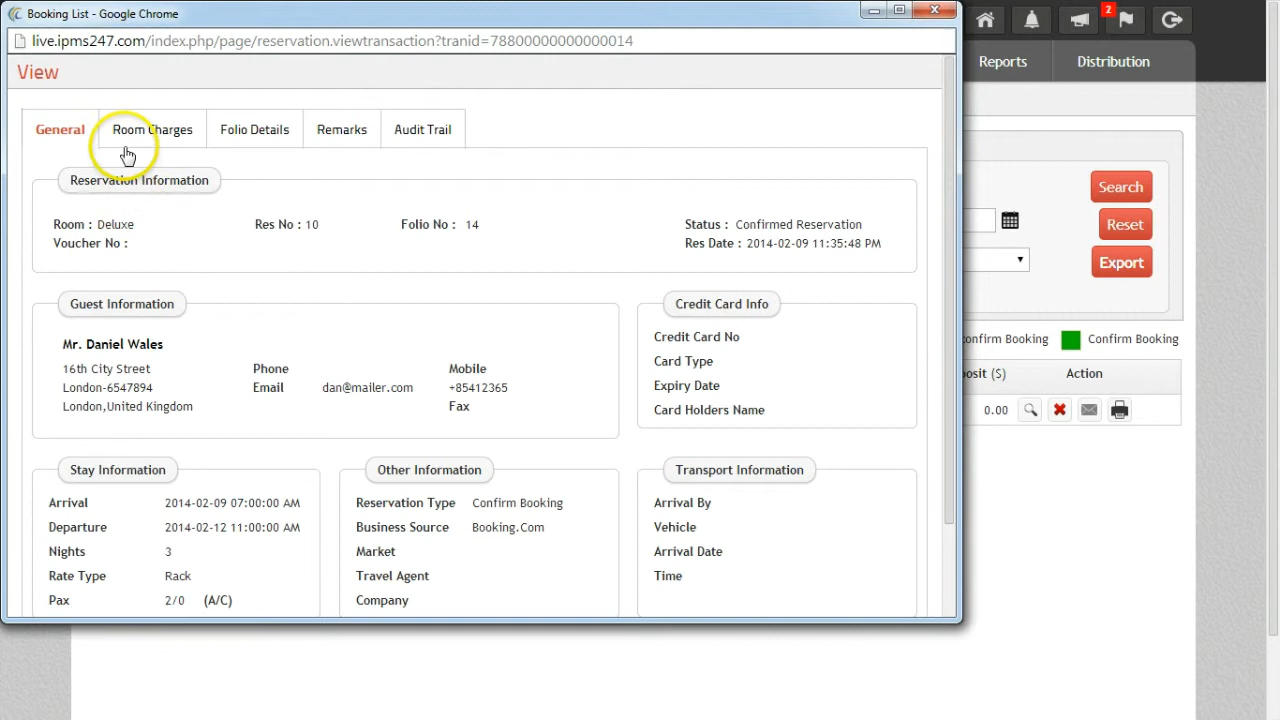 Booking List - Google Chrome
live.ipms247.com/index.php/page/reservation.viewtransaction?tranid=78800000000000014
2
Reports Distribution
View
General Room Charges Folio Details Remarks Audit Trail
Reservation Information
Room : Deluxe Res No : 10 Folio No : 14 Status : Confirmed Reservation
Voucher No : Res Date : 2014-02-09 11:35:48 PM
Guest Information
Mr. Daniel Wales
16th City Street Phone Mobile
London-6547894 Email dan@mailer.com +85412365
London,United Kingdom Fax
Credit Card Info
Credit Card No
Card Type
Expiry Date
Card Holders Name
Stay Information
Arrival 2014-02-09 07:00:00 AM
Departure 2014-02-12 11:00:00 AM
Nights 3
Rate Type Rack
Pax 2/0 (A/C)
Other Information
Reservation Type Confirm Booking
Business Source Booking.Com
Market
Travel Agent
Company
Transport Information
Arrival By
Vehicle
Arrival Date
Time
Search
Reset
Export
onfirm Booking Confirm Booking
osit ($) Action
0.00